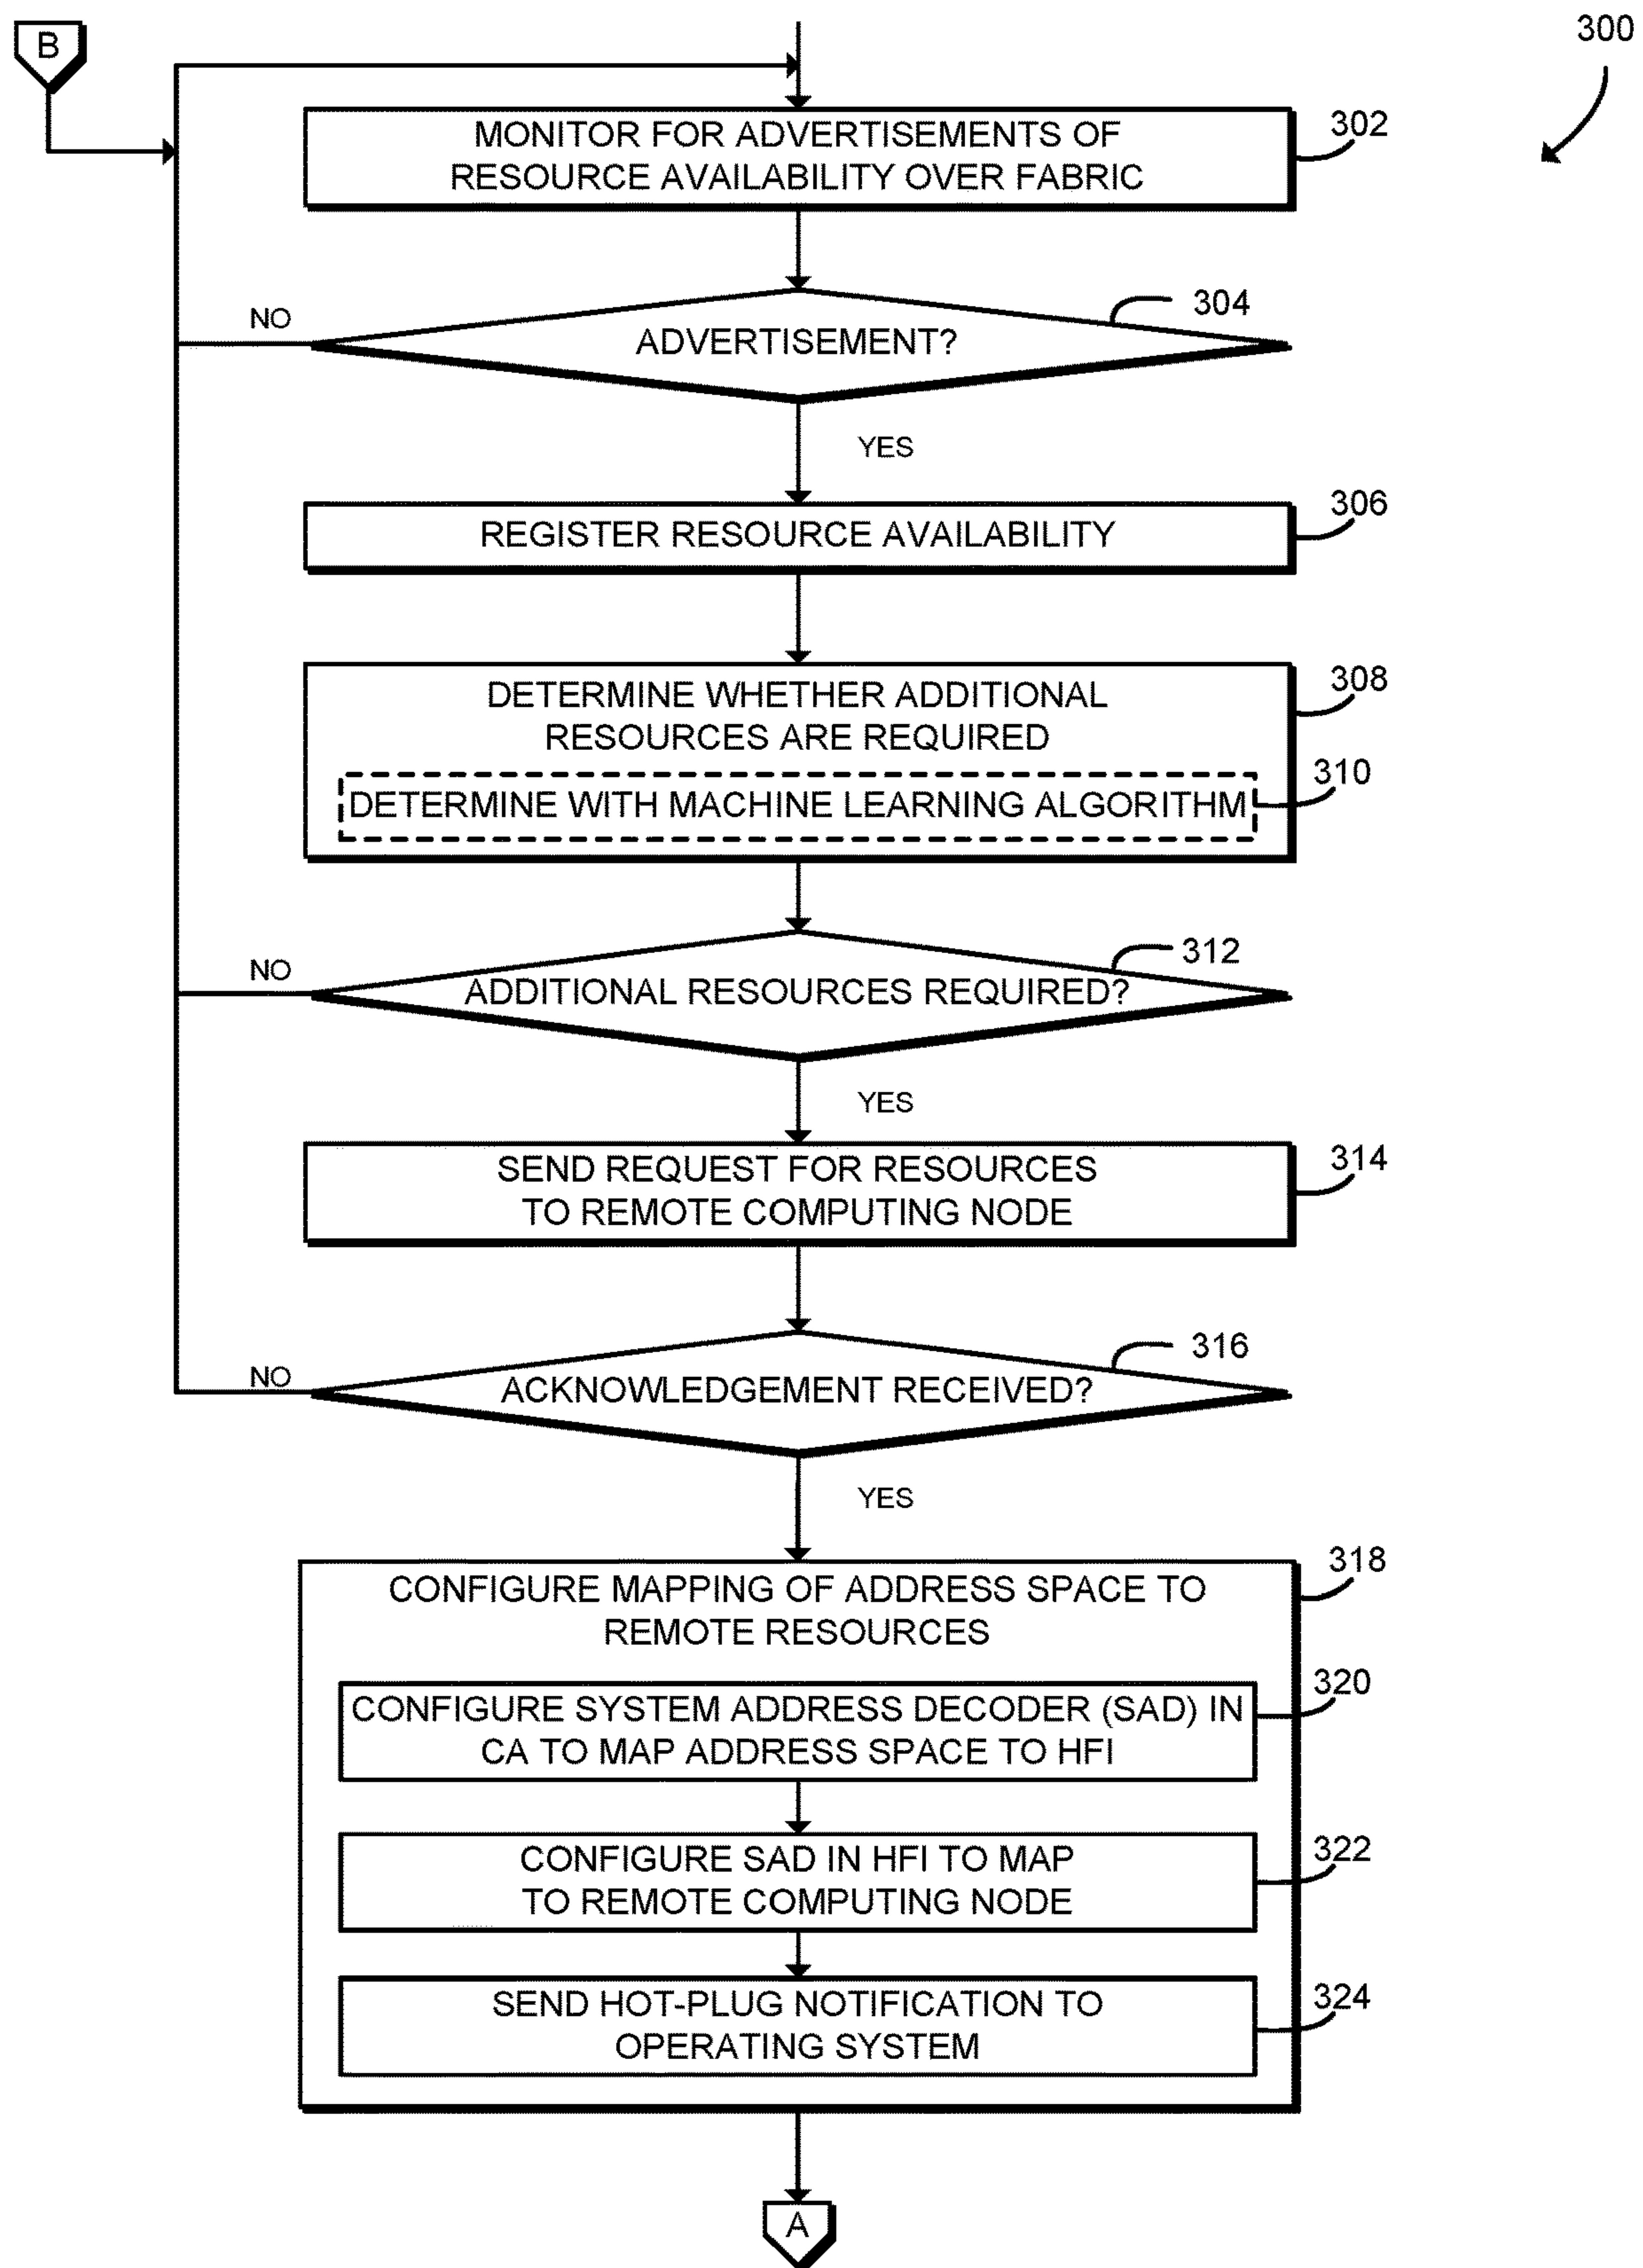 B
300
MONITOR FOR ADVERTISEMENTS OF
RESOURCE AVAILABILITY OVER FABRIC
302
ADVERTISEMENT?
304
NO
YES
REGISTER RESOURCE AVAILABILITY
306
DETERMINE WHETHER ADDITIONAL
RESOURCES ARE REQUIRED
308
DETERMINE WITH MACHINE LEARNING ALGORITHM
310
ADDITIONAL RESOURCES REQUIRED?
312
NO
YES
SEND REQUEST FOR RESOURCES
TO REMOTE COMPUTING NODE
314
ACKNOWLEDGEMENT RECEIVED?
316
NO
YES
CONFIGURE MAPPING OF ADDRESS SPACE TO
REMOTE RESOURCES
318
CONFIGURE SYSTEM ADDRESS DECODER (SAD) IN
CA TO MAP ADDRESS SPACE TO HFI
320
CONFIGURE SAD IN HFI TO MAP
TO REMOTE COMPUTING NODE
322
SEND HOT-PLUG NOTIFICATION TO
OPERATING SYSTEM
324
A